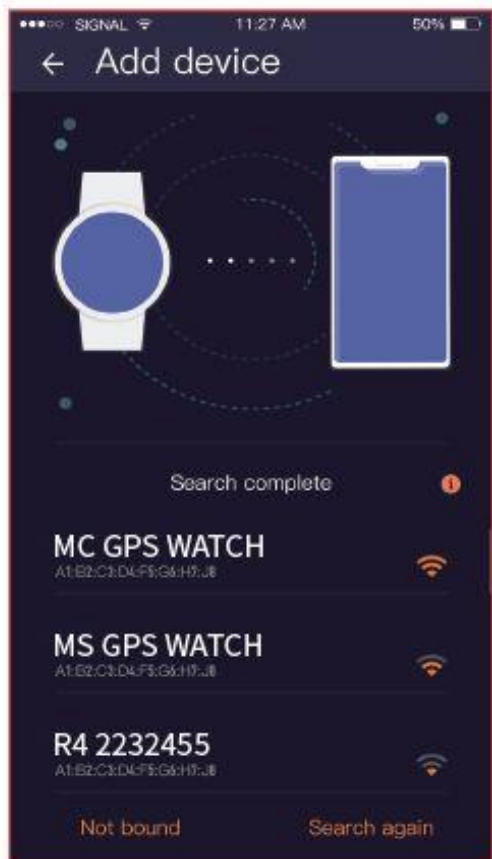 SIGNAL 11:27 AM 50%
Add device
Search complete
MC GPS WATCH
A1:B2:C3:D4:F5:G6:H7:J8
MS GPS WATCH
A1:B2:C3:D4:F5:G6:H7:J8
R4 2232455
A1:B2:C3:D4:F5:G6:H7:J8
Not bound Search again